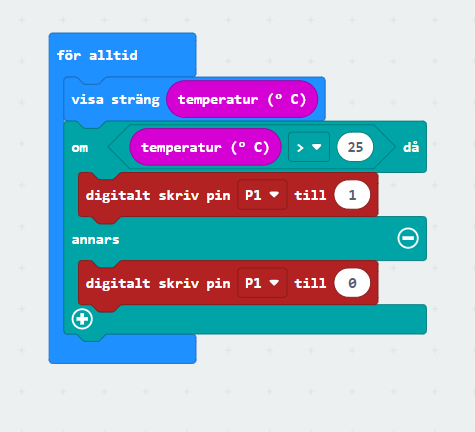 för alltid
visa sträng temperatur (° C)
om temperatur (° C) > 25 då
digitalt skriv pin P1 till 1
annars
digitalt skriv pin P1 till 0